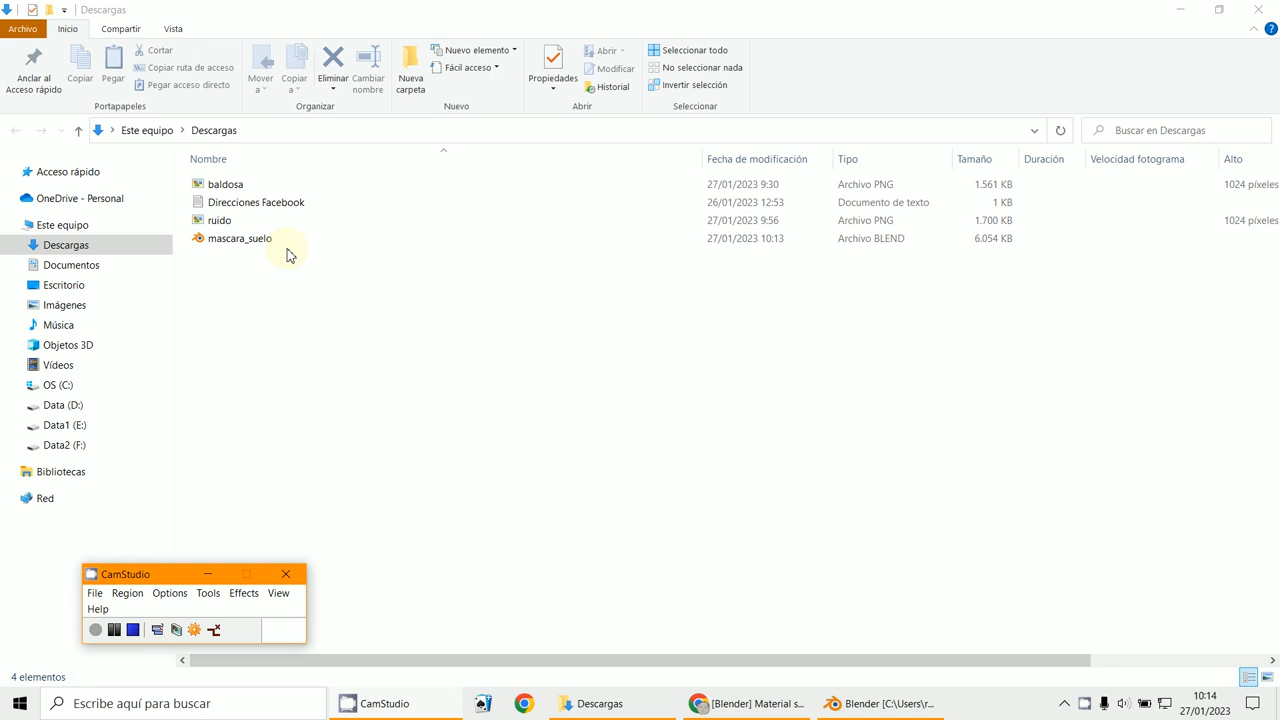 Descargas
Archivo Inicio Compartir Vista
Anclar al Acceso rápido
Copiar
Pegar
Cortar
Copiar ruta de acceso
Pegar acceso directo
Portapapeles
Mover a
Copiar a
Eliminar
Cambiar nombre
Organizar
Nueva carpeta
Nuevo elemento
Fácil acceso
Nuevo
Propiedades
Abrir
Modificar
Historial
Abrir
Seleccionar todo
No seleccionar nada
Invertir selección
Seleccionar
Este equipo > Descargas
Buscar en Descargas
Nombre Fecha de modificación Tipo Tamaño Duración Velocidad fotograma Alto
baldosa 27/01/2023 9:30 Archivo PNG 1.561 KB 1024 píxeles
Direcciones Facebook 26/01/2023 12:53 Documento de texto 1 KB
ruido 27/01/2023 9:56 Archivo PNG 1.700 KB 1024 píxeles
mascara_suelo 27/01/2023 10:13 Archivo BLEND 6.054 KB
Acceso rápido
OneDrive - Personal
Este equipo
Descargas
Documentos
Escritorio
Imágenes
Música
Objetos 3D
Vídeos
OS (C:)
Data (D:)
Data1 (E:)
Data2 (F:)
Bibliotecas
Red
CamStudio
File Region Options Tools Effects View
Help
4 elementos
Escribe aquí para buscar
CamStudio
Descargas
[Blender] Material s...
Blender [C:\Users\r...
10:14
27/01/2023